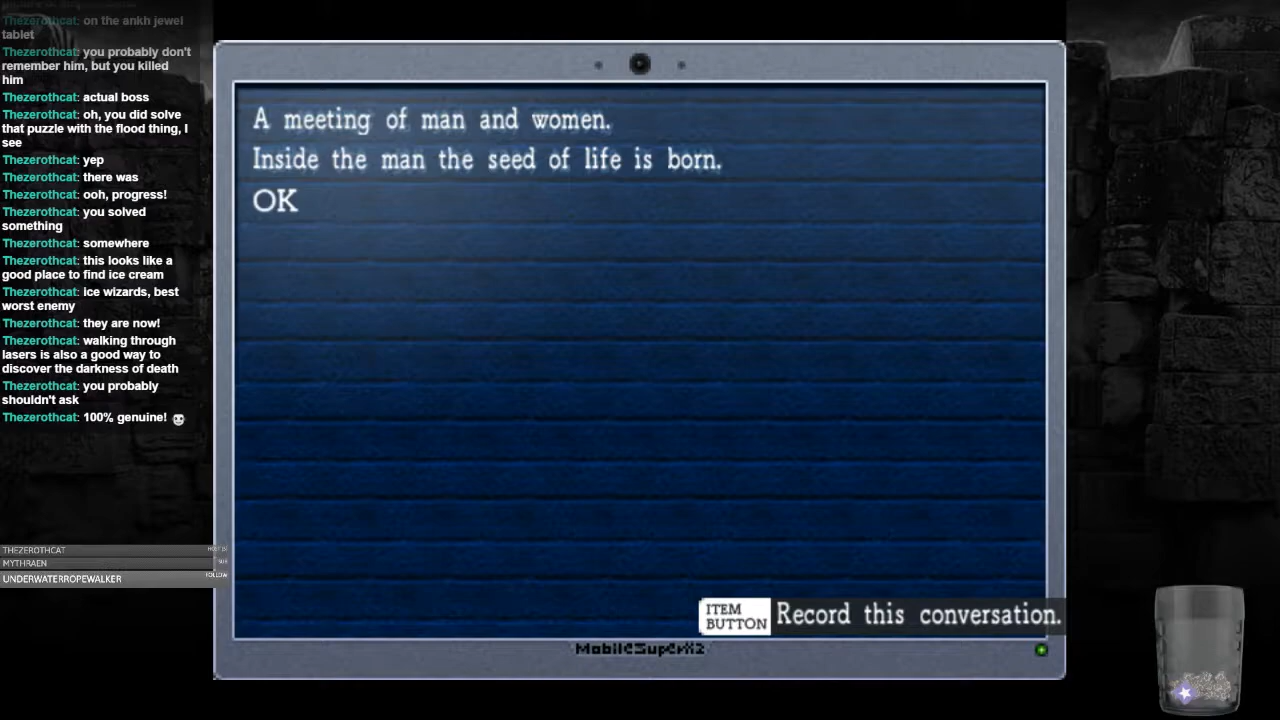 Thezerothcat: on the ankh jewel
tablet
Thezerothcat: you probably don't
remember him, but you killed
him
Thezerothcat: actual boss
Thezerothcat: oh, you did solve
that puzzle with the flood thing, I
see
Thezerothcat: yep
Thezerothcat: there was
Thezerothcat: ooh, progress!
Thezerothcat: you solved
something
Thezerothcat: somewhere
Thezerothcat: this looks like a
good place to find ice cream
Thezerothcat: ice wizards, best
worst enemy
Thezerothcat: they are now!
Thezerothcat: walking through
lasers is also a good way to
discover the darkness of death
Thezerothcat: you probably
shouldn't ask
Thezerothcat: 100% genuine!
THEZEROTHCAT
MYTHRAEN SUB
UNDERWATERROPEWALKER FOLLOW
A meeting of man and women.
Inside the man the seed of life is born.
OK
ITEM
BUTTON Record this conversation.
MobileSuperX2